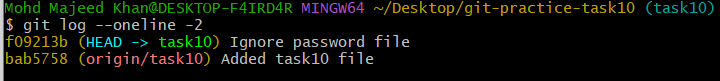 Mohd Majeed Khan@DESKTOP-F4IRD4R MINGW64 ~/Desktop/git-practice-task10 (task10)
$ git log --oneline -2
f09213b (HEAD -> task10) Ignore password file
bab5758 (origin/task10) Added task10 file